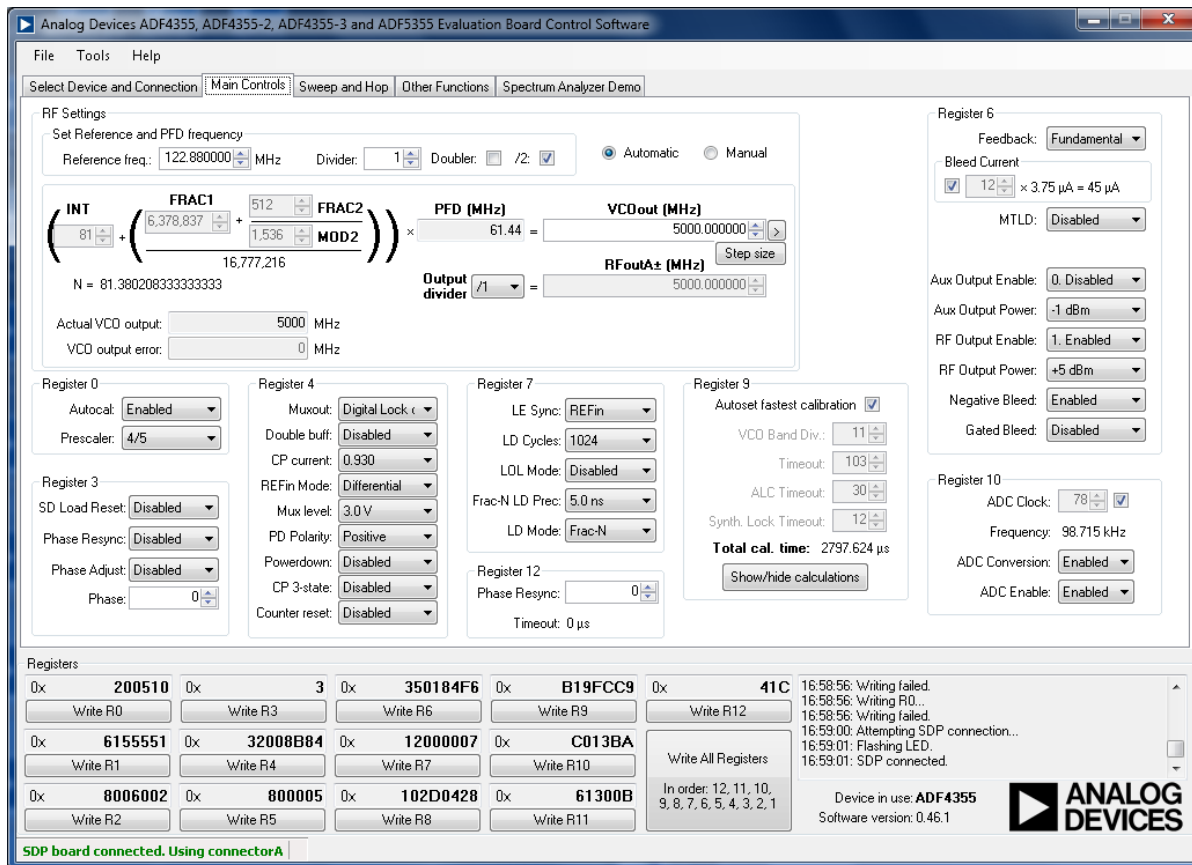 Analog Devices ADF4355, ADF4355-2, ADF4355-3 and ADF5355 Evaluation Board Control Software
File Tools Help
Select Device and Connection Main Controls Sweep and Hop Other Functions Spectrum Analyzer Demo
RF Settings
Set Reference and PFD frequency
Reference freq.: 122.880000 MHz Divider: 1 Doubler: /2: Automatic Manual
INT FRAC1 512 FRAC2 PFD (MHz) VCOout (MHz)
81 + 6,378,837 + 1,536 MOD2 × 61.44 = 5000.000000 >
16,777,216 Step size
N = 81.380208333333333
RFoutA± (MHz)
Output divider /1 = 5000.000000
Actual VCO output: 5000 MHz
VCO output error: 0 MHz
Register 0
Autocal: Enabled
Prescaler: 4/5
Register 3
SD Load Reset: Disabled
Phase Resync: Disabled
Phase Adjust: Disabled
Phase: 0
Register 4
Muxout: Digital Lock
Double buff: Disabled
CP current: 0.930
REFin Mode: Differential
Mux level: 3.0 V
PD Polarity: Positive
Powerdown: Disabled
CP 3-state: Disabled
Counter reset: Disabled
Register 7
LE Sync: REFin
LD Cycles: 1024
LOL Mode: Disabled
Frac-N LD Prec: 5.0 ns
LD Mode: Frac-N
Register 12
Phase Resync: 0
Timeout: 0 µs
Register 9
Autoset fastest calibration
VCO Band Div.: 11
Timeout: 103
ALC Timeout: 30
Synth. Lock Timeout: 12
Total cal. time: 2797.624 µs
Show/hide calculations
Register 6
Feedback: Fundamental
Bleed Current
12 × 3.75 µA = 45 µA
MTLD: Disabled
Aux Output Enable: 0. Disabled
Aux Output Power: -1 dBm
RF Output Enable: 1. Enabled
RF Output Power: +5 dBm
Negative Bleed: Enabled
Gated Bleed: Disabled
Register 10
ADC Clock: 78
Frequency: 98.715 kHz
ADC Conversion: Enabled
ADC Enable: Enabled
Registers
0x 200510 0x 3 0x 350184F6 0x B19FCC9 0x 41C
Write R0 Write R3 Write R6 Write R9 Write R12
0x 6155551 0x 32008B84 0x 12000007 0x C013BA
Write R1 Write R4 Write R7 Write R10
0x 8006002 0x 800005 0x 102D0428 0x 61300B
Write R2 Write R5 Write R8 Write R11
Write All Registers
In order: 12, 11, 10,
9, 8, 7, 6, 5, 4, 3, 2, 1
16:58:56: Writing failed.
16:58:56: Writing R0...
16:58:56: Writing failed.
16:59:00: Attempting SDP connection...
16:59:01: Flashing LED.
16:59:01: SDP connected.
Device in use: ADF4355
Software version: 0.46.1
ANALOG
DEVICES
SDP board connected. Using connectorA